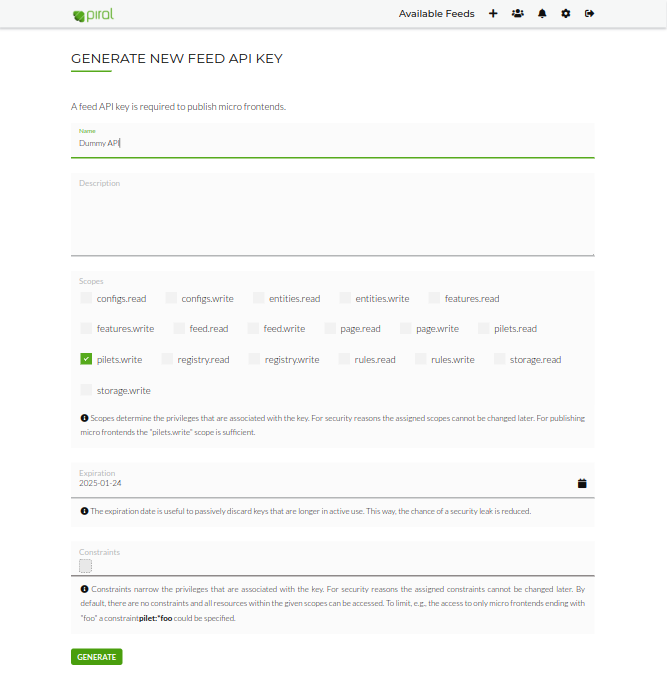 piral
Available Feeds
GENERATE NEW FEED API KEY
A feed API key is required to publish micro frontends.
Name
Dummy API
Description
Scopes
configs.read configs.write entities.read entities.write features.read
features.write feed.read feed.write page.read page.write pilets.read
pilets.write registry.read registry.write rules.read rules.write storage.read
storage.write
Scopes determine the privileges that are associated with the key. For security reasons the assigned scopes cannot be changed later. For publishing
micro frontends the "pilets.write" scope is sufficient.
Expiration
2025-01-24
The expiration date is useful to passively discard keys that are longer in active use. This way, the chance of a security leak is reduced.
Constraints
Constraints narrow the privileges that are associated with the key. For security reasons the assigned constraints cannot be changed later. By
default, there are no constraints and all resources within the given scopes can be accessed. To limit, e.g., the access to only micro frontends ending with
"foo" a constraintpilet:*foo could be specified.
GENERATE